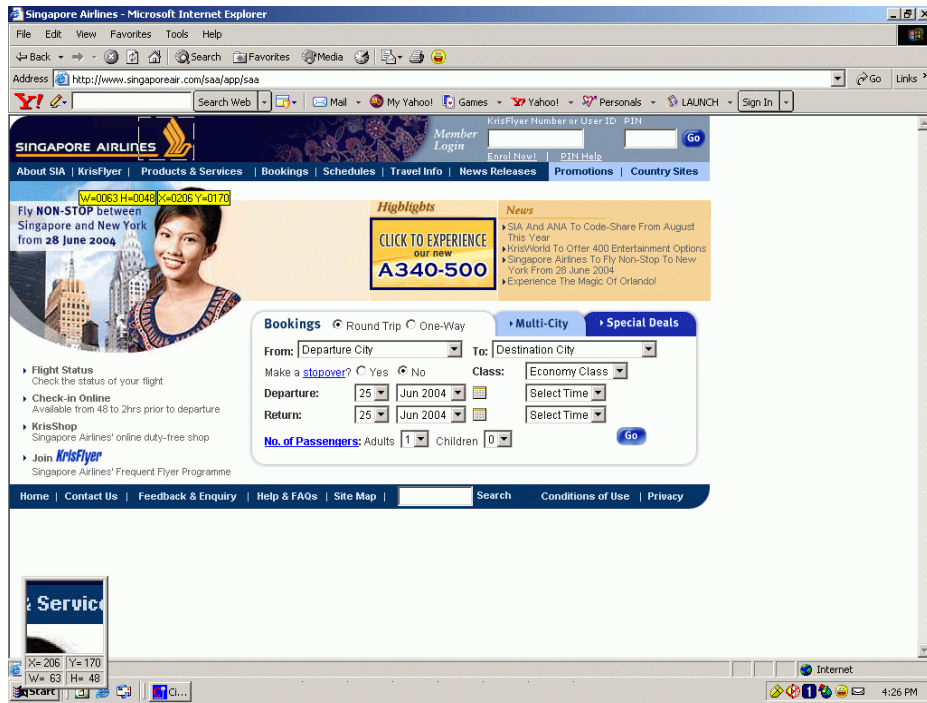 Singapore Airlines - Microsoft Internet Explorer
File Edit View Favorites Tools Help
Back Search Favorites Media
Address http://www.singaporeair.com/saa/app/saa Go Links »
Y! Search Web Mail My Yahoo! Games Yahoo! Personals LAUNCH Sign In
KrisFlyer Number or User ID PIN
Member Login Go
Enrol Now! | PIN Help
SINGAPORE AIRLINES
About SIA | KrisFlyer | Products & Services | Bookings | Schedules | Travel Info | News Releases Promotions | Country Sites
W=0063 H=0048 X=0206 Y=0170
Fly NON-STOP between
Singapore and New York
from 28 June 2004
Highlights
CLICK TO EXPERIENCE
our new
A340-500
News
SIA And ANA To Code-Share From August
This Year
KrisWorld To Offer 400 Entertainment Options
Singapore Airlines To Fly Non-Stop To New
York From 28 June 2004
Experience The Magic Of Orlando!
Bookings Round Trip One-Way Multi-City Special Deals
From: Departure City To: Destination City
Make a stopover? Yes No Class: Economy Class
Departure: 25 Jun 2004 Select Time
Return: 25 Jun 2004 Select Time
No. of Passengers: Adults 1 Children 0 Go
Flight Status
Check the status of your flight
Check-in Online
Available from 48 to 2hrs prior to departure
KrisShop
Singapore Airlines' online duty-free shop
Join KrisFlyer
Singapore Airlines' Frequent Flyer Programme
Home | Contact Us | Feedback & Enquiry | Help & FAQs | Site Map | Search Conditions of Use | Privacy
& Service
X= 206 Y= 170
W= 63 H= 48
Internet
Start Ci... 1 4:26 PM